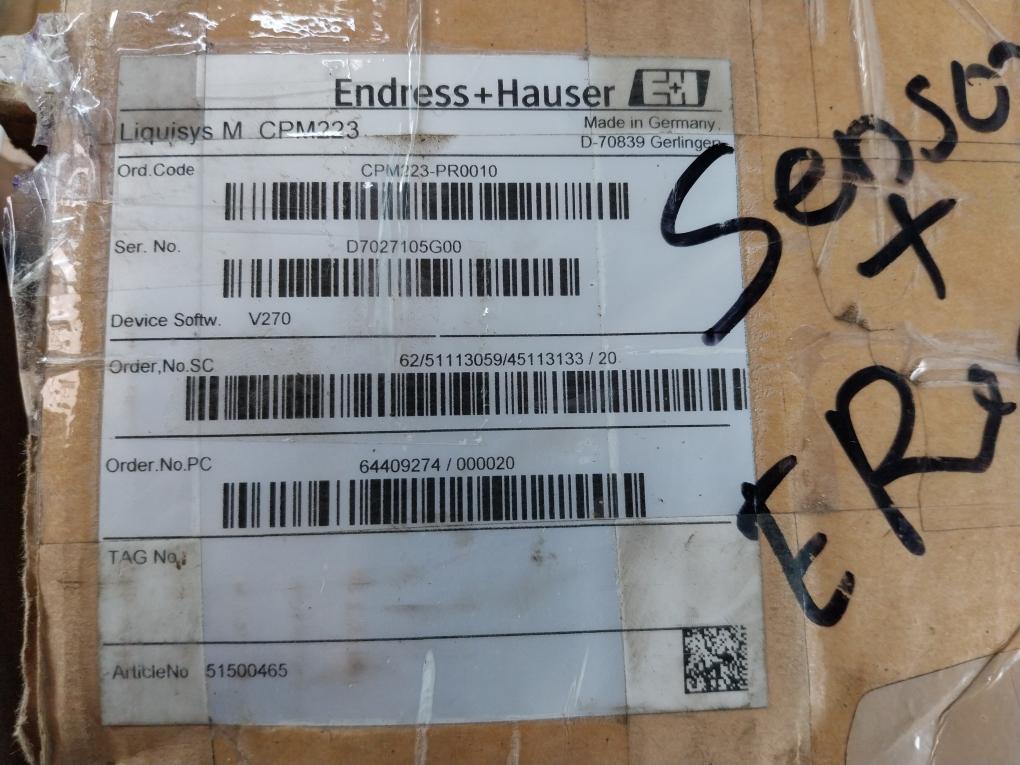 Endress+Hauser E+H
Made in Germany
D-70839 Gerlingen
Liquisys M CPM223
Ord.Code CPM223-PR0010
Ser. No. D7027105G00
Device Softw. V270
Order,No.SC 62/51113059/45113133 / 20
Order.No.PC 64409274 / 000020
TAG No.
ArticleNo 51500465
Sensor
X